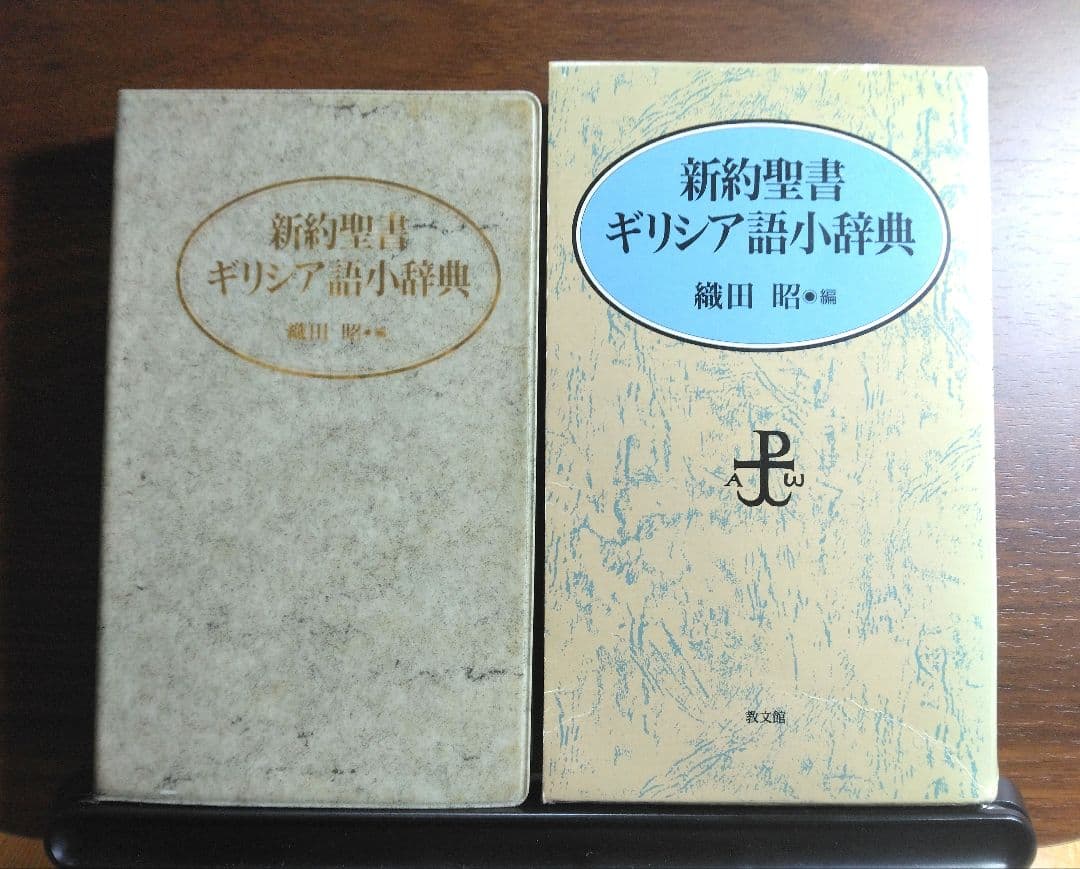 新約聖書
ギリシア語小辞典
織田 昭●編
新約聖書
ギリシア語小辞典
織田 昭●編
A ω
教文館